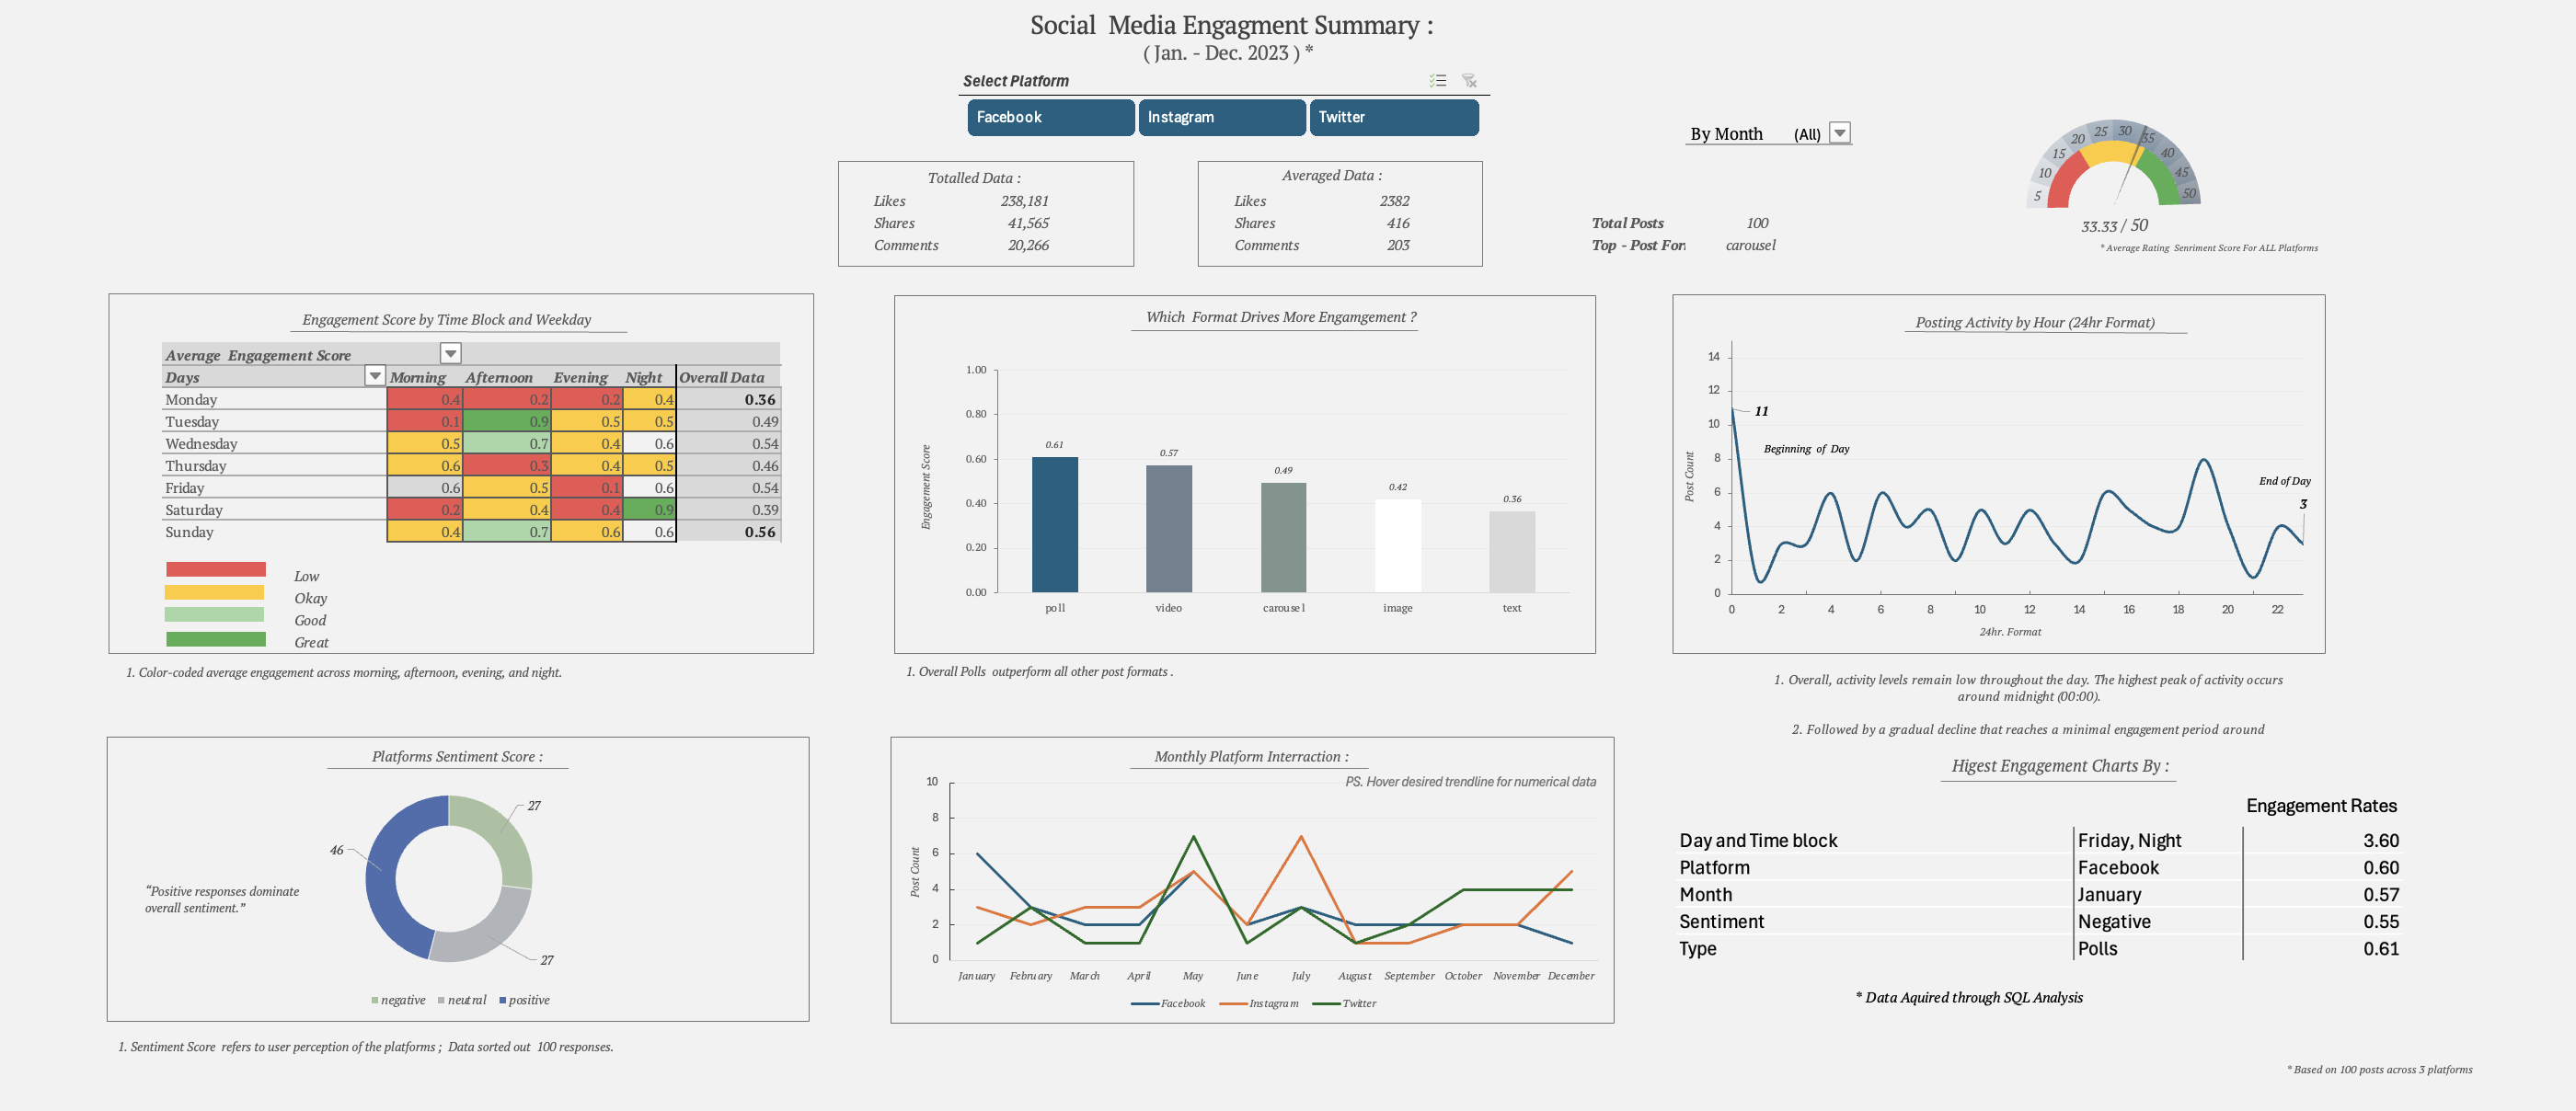 Social  Media Engagment Summary :
( Jan. - Dec. 2023 ) *
Select Platform
Facebook Instagram Twitter
By Month (All)
Totalled Data :
Likes 238,181
Shares 41,565
Comments 20,266
Averaged Data :
Likes 2382
Shares 416
Comments 203
Total Posts 100
Top - Post For carousel
5 10 15 20 25 30 35 40 45 50
33.33 / 50
* Average Rating  Senriment Score For ALL Platforms
Engagement Score by Time Block and Weekday
Average  Engagement Score
Days Morning Afternoon Evening Night Overall Data
Monday 0.4 0.2 0.2 0.4 0.36
Tuesday 0.1 0.9 0.5 0.5 0.49
Wednesday 0.5 0.7 0.4 0.6 0.54
Thursday 0.6 0.3 0.4 0.5 0.46
Friday 0.6 0.5 0.1 0.6 0.54
Saturday 0.2 0.4 0.4 0.9 0.39
Sunday 0.4 0.7 0.6 0.6 0.56
Low
Okay
Good
Great
1. Color-coded average engagement across morning, afternoon, evening, and night.
Which  Format Drives More Engamgement ?
Engagement Score
1.00
0.80
0.60
0.40
0.20
0.00
0.61 0.57 0.49 0.42 0.36
poll video carousel image text
1. Overall Polls  outperform all other post formats .
Posting Activity by Hour (24hr Format)
Post Count
14
12
10
8
6
4
2
0
11
Beginning  of  Day
End of Day
3
0 2 4 6 8 10 12 14 16 18 20 22
24hr. Format
1. Overall, activity levels remain low throughout the day. The highest peak of activity occurs
around midnight (00:00).
2. Followed by a gradual decline that reaches a minimal engagement period around
Platforms Sentiment Score :
27
46
27
“Positive responses dominate
overall sentiment.”
negative neutral positive
1. Sentiment Score  refers to user perception of the platforms ;  Data sorted out  100 responses.
Monthly Platform Interraction :
PS. Hover desired trendline for numerical data
Post Count
10
8
6
4
2
0
January February March April May June July August September October November December
Facebook Instagram Twitter
Higest Engagement Charts By :
Engagement Rates
Day and Time block Friday, Night 3.60
Platform Facebook 0.60
Month January 0.57
Sentiment Negative 0.55
Type Polls 0.61
* Data Aquired through SQL Analysis
* Based on 100 posts across 3 platforms